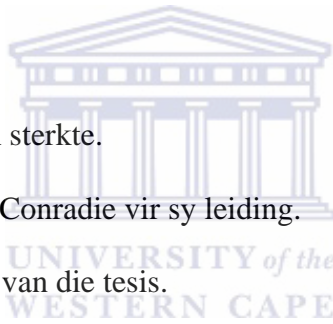 sterkte.
Conradie vir sy leiding.
UNIVERSITY of the
van die tesis.
WESTERN CAPE